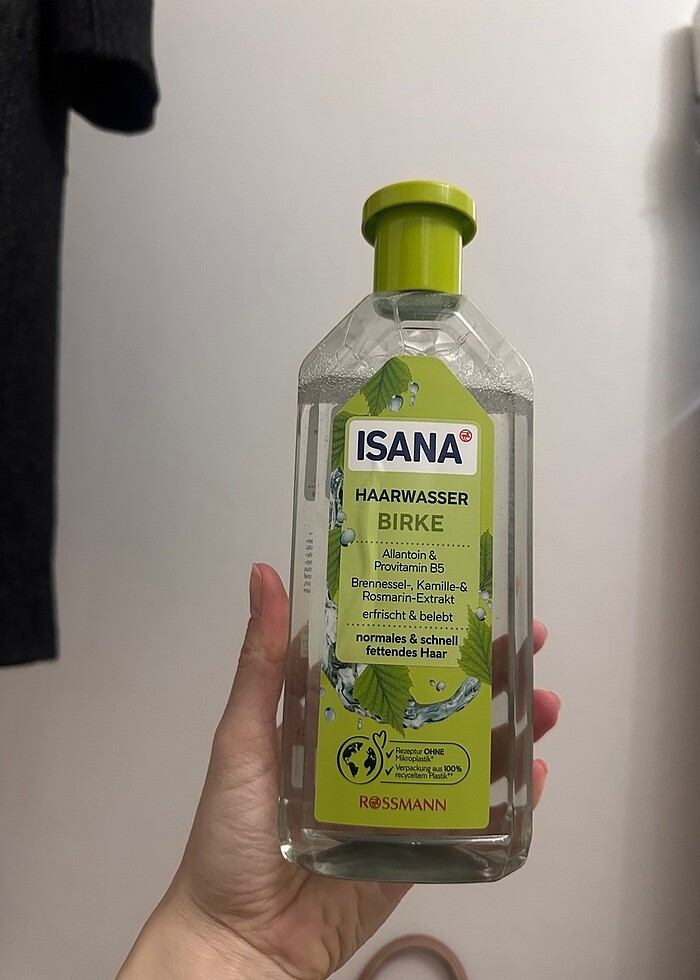 ISANA
HAARWASSER
BIRKE
Allantoin &
Provitamin B5
Brennessel-, Kamille-&
Rosmarin-Extrakt
erfrischt & belebt
normales & schnell
fettendes Haar
Rezeptur OHNE
Mikroplastik*
Verpackung aus 100%
recyceltem Plastik**
ROSSMANN